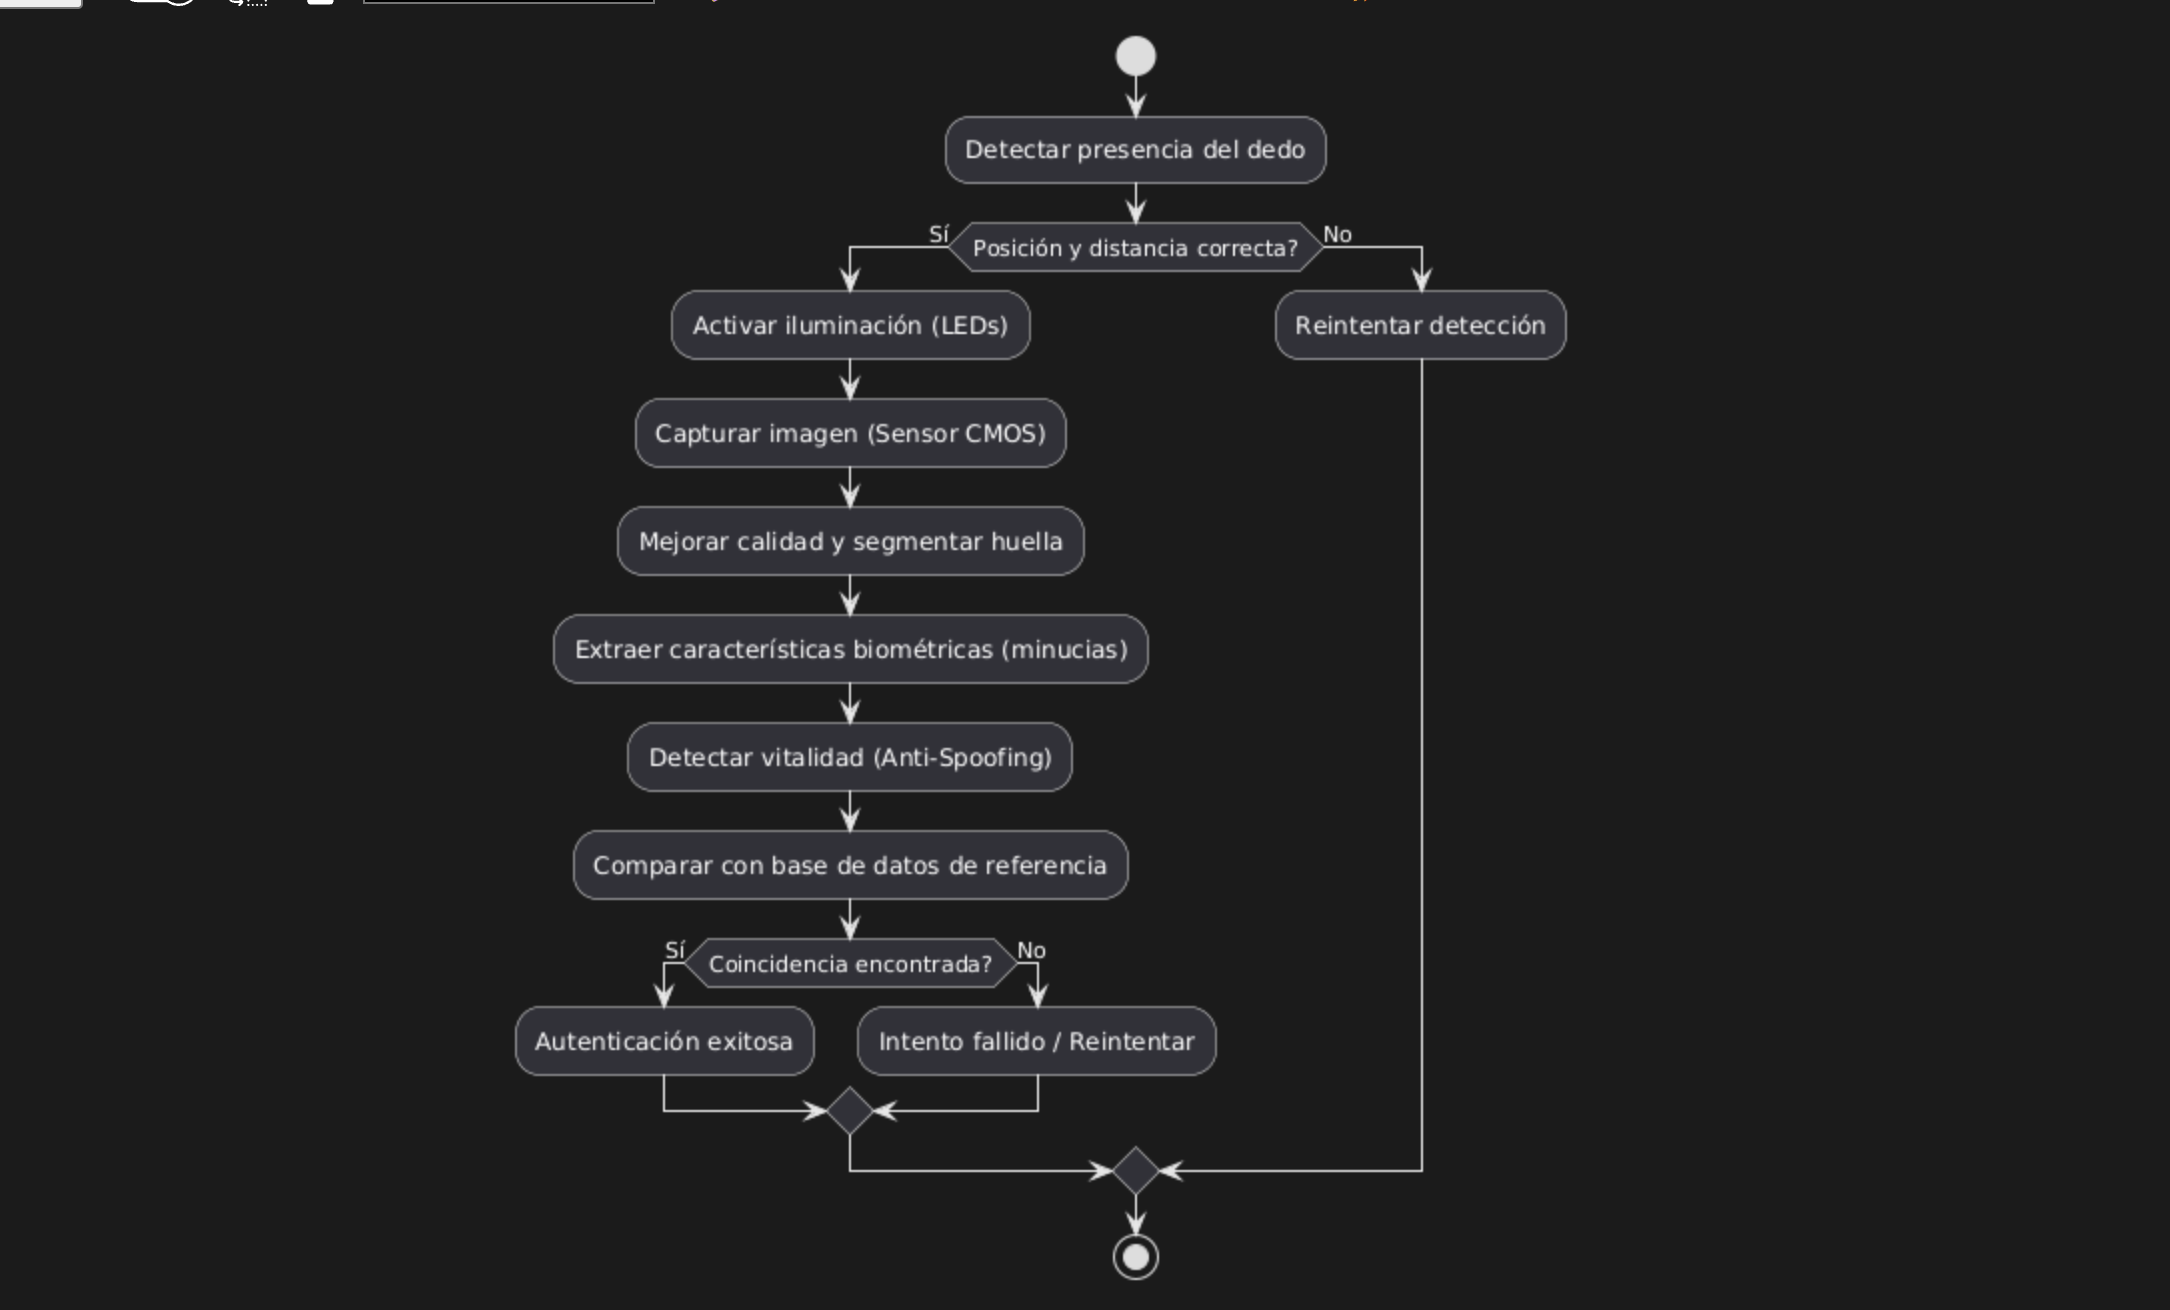 Detectar presencia del dedo
Sí
Posición y distancia correcta?
No
Activar iluminación (LEDs)
Reintentar detección
Capturar imagen (Sensor CMOS)
Mejorar calidad y segmentar huella
Extraer características biométricas (minucias)
Detectar vitalidad (Anti-Spoofing)
Comparar con base de datos de referencia
Sí
Coincidencia encontrada?
No
Autenticación exitosa
Intento fallido / Reintentar